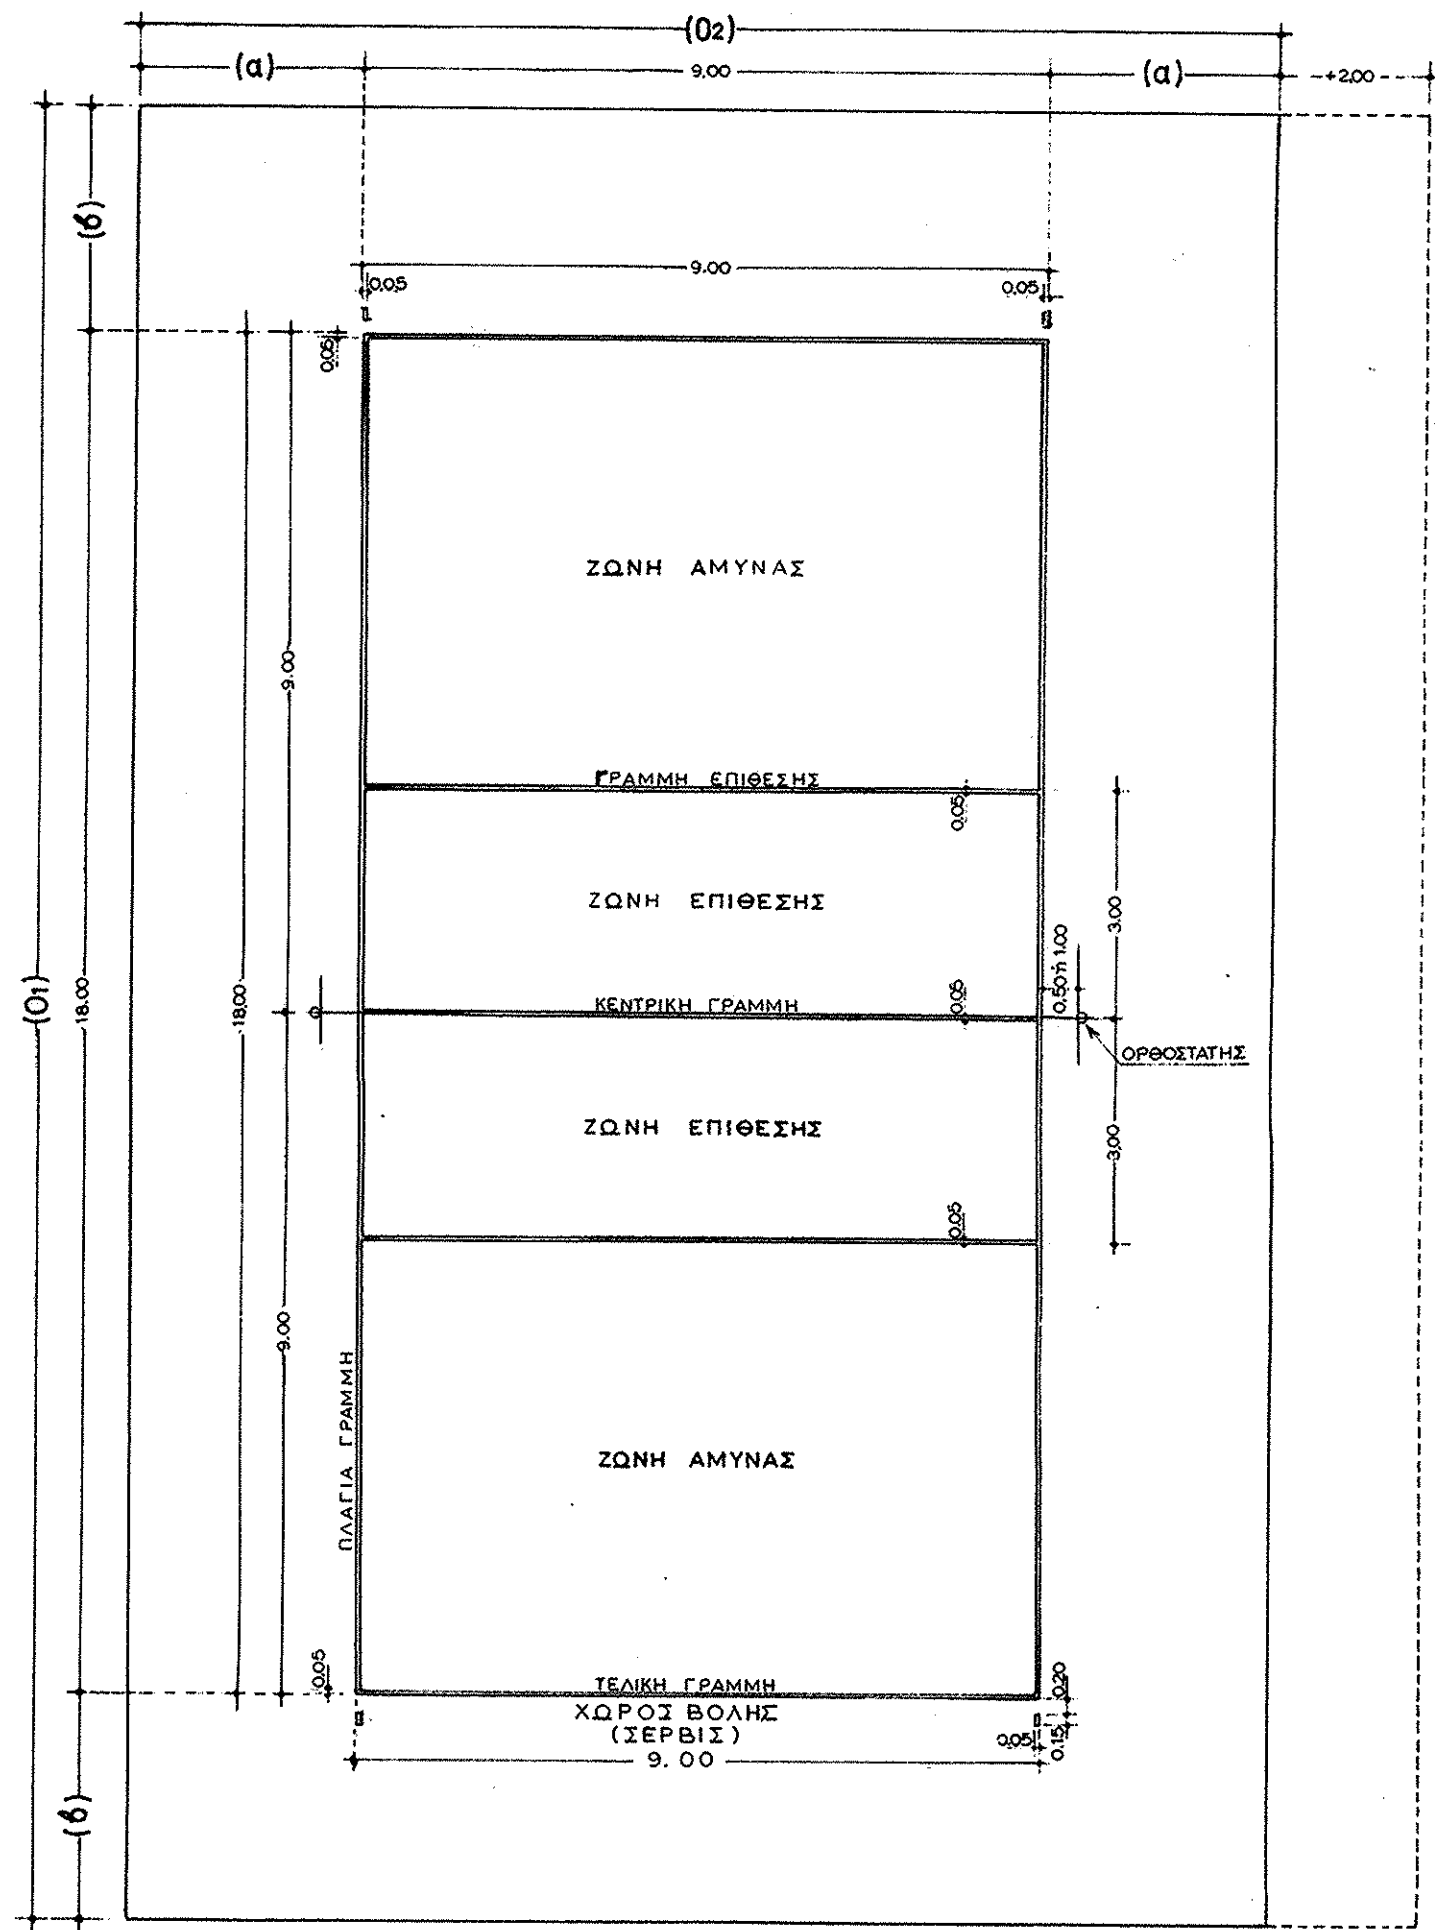 (O2)
(α) 9.00 (α) +2.00
(β)
9.00
0.05 0.05
0.05
ΖΩΝΗ ΑΜΥΝΑΣ
9.00
ΓΡΑΜΜΗ ΕΠΙΘΕΣΗΣ
0.05
ΖΩΝΗ ΕΠΙΘΕΣΗΣ
3.00
0.50 ή 1.00
(O1)
18.00
18.00
ΚΕΝΤΡΙΚΗ ΓΡΑΜΜΗ
0.05
ΟΡΘΟΣΤΑΤΗΣ
ΖΩΝΗ ΕΠΙΘΕΣΗΣ
3.00
0.05
9.00
ΠΛΑΓΙΑ ΓΡΑΜΜΗ
ΖΩΝΗ ΑΜΥΝΑΣ
0.05
ΤΕΛΙΚΗ ΓΡΑΜΜΗ
0.20
ΧΩΡΟΣ ΒΟΛΗΣ
(ΣΕΡΒΙΣ)
0.05
0.15
9.00
(β)